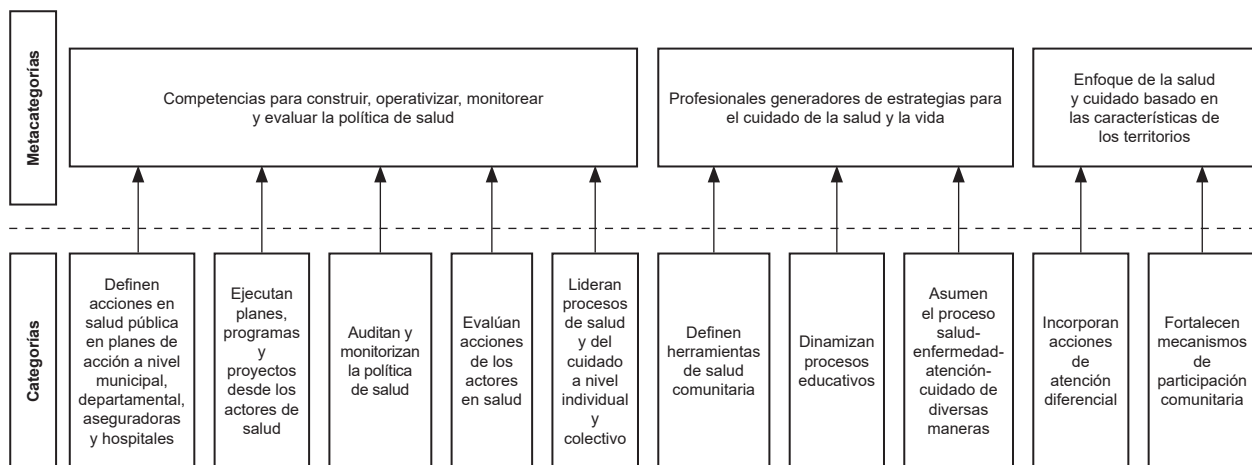 Metacategorías
Competencias para construir, operativizar, monitorear
y evaluar la política de salud
Profesionales generadores de estrategias para
el cuidado de la salud y la vida
Enfoque de la salud
y cuidado basado en
las características de
los territorios
Categorías
Definen
acciones en
salud pública
en planes de
acción a nivel
municipal,
departamental,
aseguradoras
y hospitales
Ejecutan
planes,
programas
y
proyectos
desde los
actores de
salud
Auditan y
monitorizan
la política
de salud
Evalúan
acciones
de los
actores
en salud
Lideran
procesos
de salud
y del
cuidado
a nivel
individual
y
colectivo
Definen
herramientas
de salud
comunitaria
Dinamizan
procesos
educativos
Asumen
el proceso
salud-
enfermedad-
atención-
cuidado de
diversas
maneras
Incorporan
acciones de
atención
diferencial
Fortalecen
mecanismos
de
participación
comunitaria